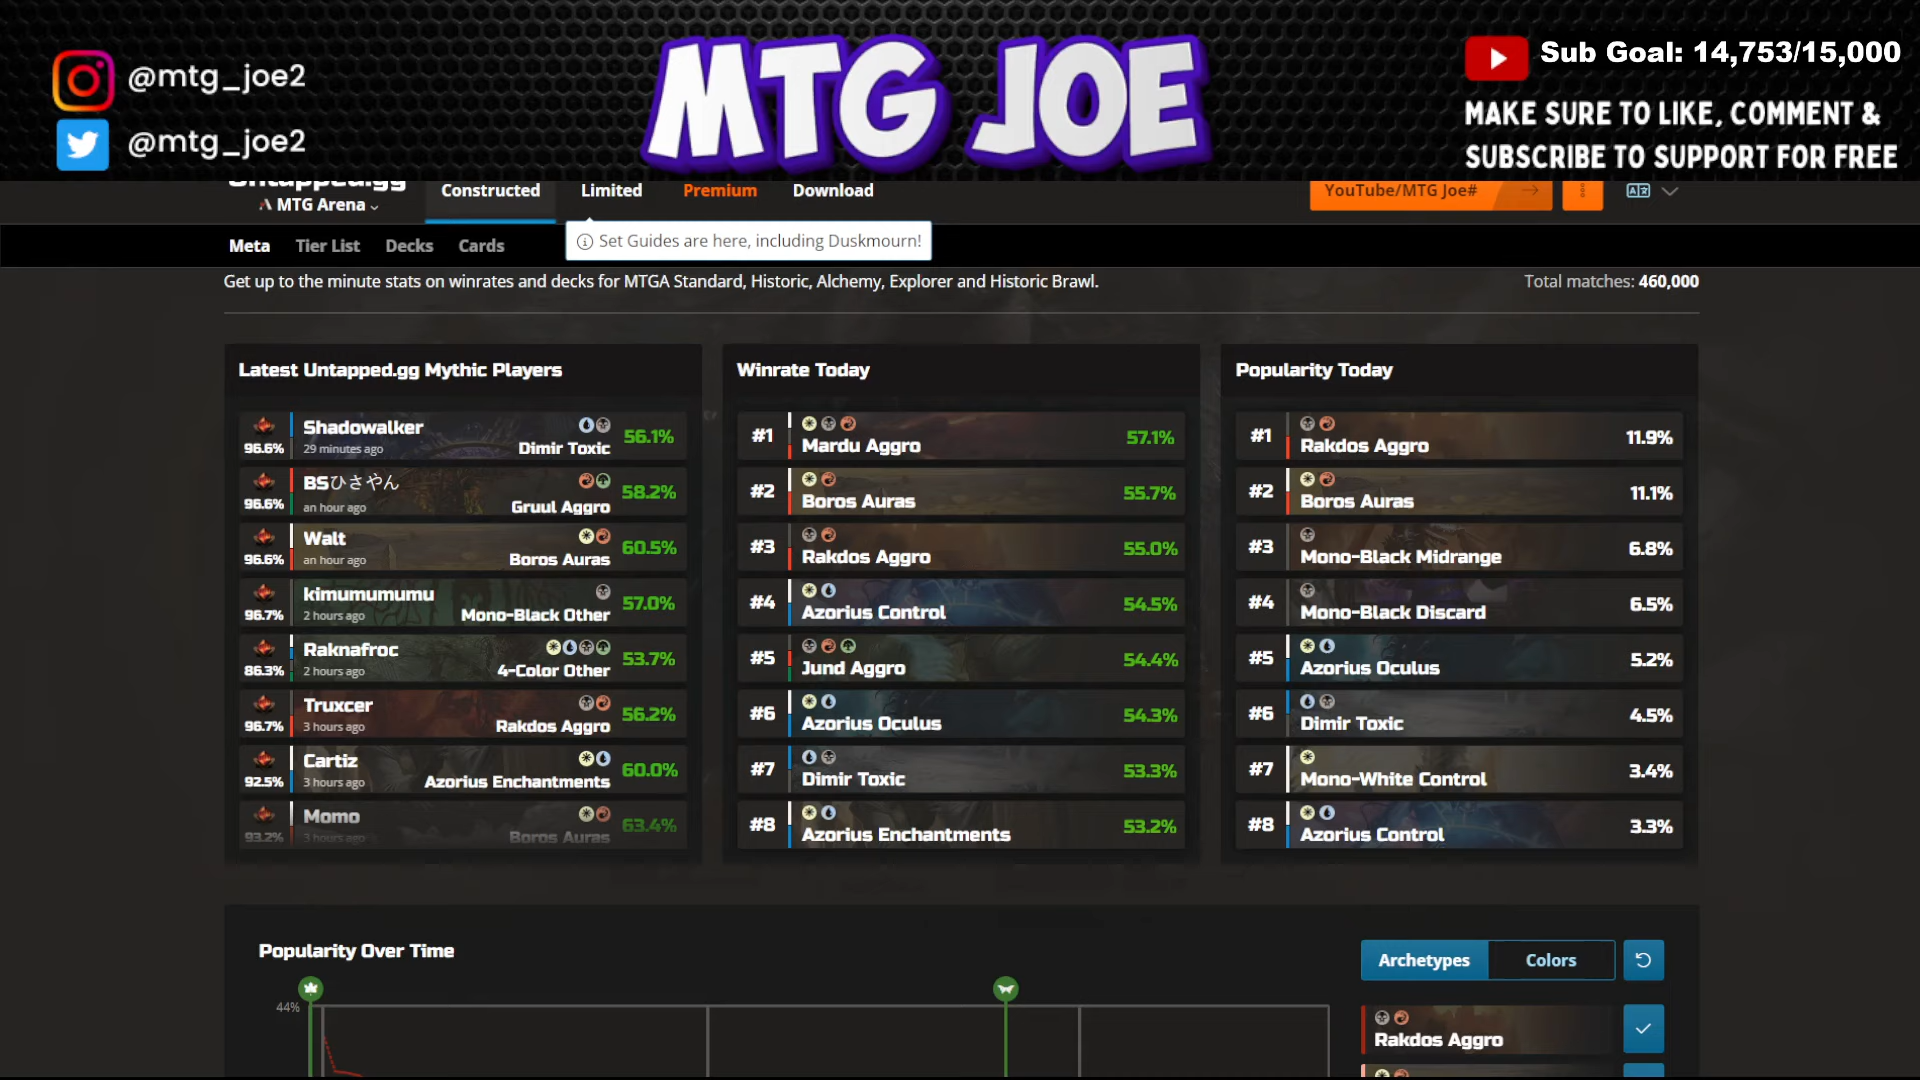 @mtg_joe2
@mtg_joe2
MTG JOE
Sub Goal: 14,753/15,000
MAKE SURE TO LIKE, COMMENT &
SUBSCRIBE TO SUPPORT FOR FREE
Untapped.gg
MTG Arena
Constructed
Limited
Premium
Download
YouTube/MTG Joe#
Meta
Tier List
Decks
Cards
Set Guides are here, including Duskmourn!
Get up to the minute stats on winrates and decks for MTGA Standard, Historic, Alchemy, Explorer and Historic Brawl.
Total matches: 460,000
Latest Untapped.gg Mythic Players
96.6%
Shadowalker
29 minutes ago
Dimir Toxic
56.1%
96.6%
BSひさやん
an hour ago
Gruul Aggro
58.2%
96.6%
Walt
an hour ago
Boros Auras
60.5%
96.7%
kimumumumu
2 hours ago
Mono-Black Other
57.0%
86.3%
Raknafroc
2 hours ago
4-Color Other
53.7%
96.7%
Truxcer
3 hours ago
Rakdos Aggro
56.2%
92.5%
Cartiz
3 hours ago
Azorius Enchantments
60.0%
93.2%
Momo
3 hours ago
Boros Auras
63.4%
Winrate Today
#1
Mardu Aggro
57.1%
#2
Boros Auras
55.7%
#3
Rakdos Aggro
55.0%
#4
Azorius Control
54.5%
#5
Jund Aggro
54.4%
#6
Azorius Oculus
54.3%
#7
Dimir Toxic
53.3%
#8
Azorius Enchantments
53.2%
Popularity Today
#1
Rakdos Aggro
11.9%
#2
Boros Auras
11.1%
#3
Mono-Black Midrange
6.8%
#4
Mono-Black Discard
6.5%
#5
Azorius Oculus
5.2%
#6
Dimir Toxic
4.5%
#7
Mono-White Control
3.4%
#8
Azorius Control
3.3%
Popularity Over Time
44%
Archetypes
Colors
Rakdos Aggro